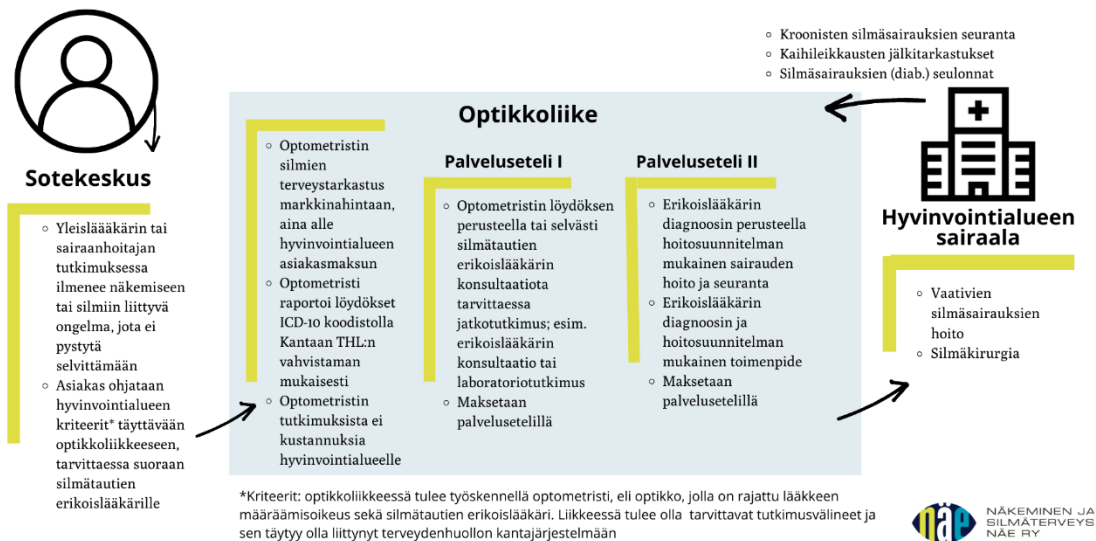 Sotekeskus
◦ Yleislääkärin tai
sairaanhoitajan
tutkimuksessa
ilmenee näkemiseen
tai silmiin liittyvä
ongelma, jota ei
pystytä
selvittämään
◦ Asiakas ohjataan
hyvinvointialueen
kriteerit* täyttävään
optikkoliikkeeseen,
tarvittaessa suoraan
silmätautien
erikoislääkärille
Optikkoliike
◦ Optometristin
silmien
terveystarkastus
markkinahintaan,
aina alle
hyvinvointialueen
asiakasmaksun
◦ Optometristi
raportoi löydökset
ICD-10 koodistolla
Kantaan THL:n
vahvistaman
mukaisesti
◦ Optometristin
tutkimuksista ei
kustannuksia
hyvinvointialueelle
Palveluseteli I
◦ Optometristin löydöksen
perusteella tai selvästi
silmätautien
erikoislääkärin
konsultaatiota
tarvittaessa
jatkotutkimus; esim.
erikoislääkärin
konsultaatio tai
laboratoriotutkimus
◦ Maksetaan
palvelusetelillä
Palveluseteli II
◦ Erikoislääkärin
diagnoosin perusteella
hoitosuunnitelman
mukainen sairauden
hoito ja seuranta
◦ Erikoislääkärin
diagnoosin ja
hoitosuunnitelman
mukainen toimenpide
◦ Maksetaan
palvelusetelillä
◦ Kroonisten silmäsairauksien seuranta
◦ Kaihileikkausten jälkitarkastukset
◦ Silmäsairauksien (diab.) seulonnat
Hyvinvointialueen
sairaala
◦ Vaativien
silmäsairauksien
hoito
◦ Silmäkirurgia
*Kriteerit: optikkoliikkeessä tulee työskennellä optometristi, eli optikko, jolla on rajattu lääkkeen
määräämisoikeus sekä silmätautien erikoislääkäri. Liikkeessä tulee olla tarvittavat tutkimusvälineet ja
sen täytyy olla liittynyt terveydenhuollon kantajärjestelmään
näe
NÄKEMINEN JA
SILMÄTERVEYS
NÄE RY